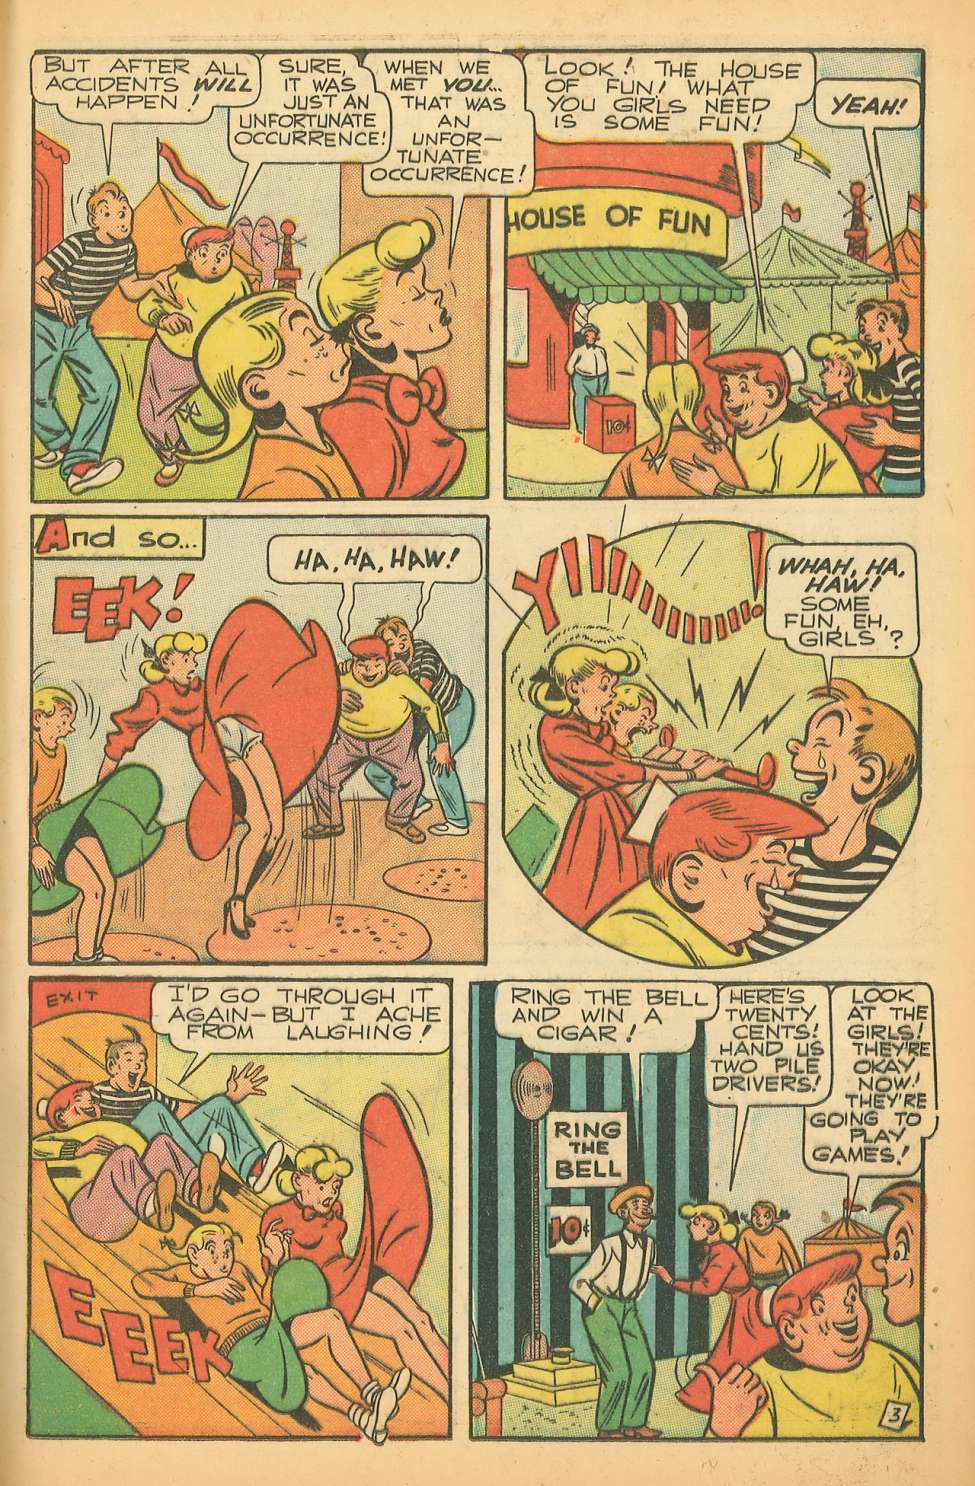 BUT AFTER ALL
ACCIDENTS WILL
HAPPEN!
SURE,
IT WAS
JUST AN
UNFORTUNATE
OCCURRENCE!
WHEN WE
MET YOU...
THAT WAS
AN
UNFOR-
TUNATE
OCCURRENCE!
LOOK! THE HOUSE
OF FUN! WHAT
YOU GIRLS NEED
IS SOME FUN!
YEAH!
HOUSE OF FUN
10¢
And so...
EEK!
HA, HA, HAW!
YIIIIIIIIIIIII!
WHAH, HA,
HAW!
SOME
FUN, EH,
GIRLS?
EXIT
I'D GO THROUGH IT
AGAIN-BUT I ACHE
FROM LAUGHING!
EEEEK
RING THE BELL
AND WIN A
CIGAR!
HERE'S
TWENTY
CENTS!
HAND US
TWO PILE
DRIVERS!
LOOK
AT THE
GIRLS!
THEY'RE
OKAY
NOW!
THEY'RE
GOING TO
PLAY
GAMES!
RING
THE
BELL
10¢
3